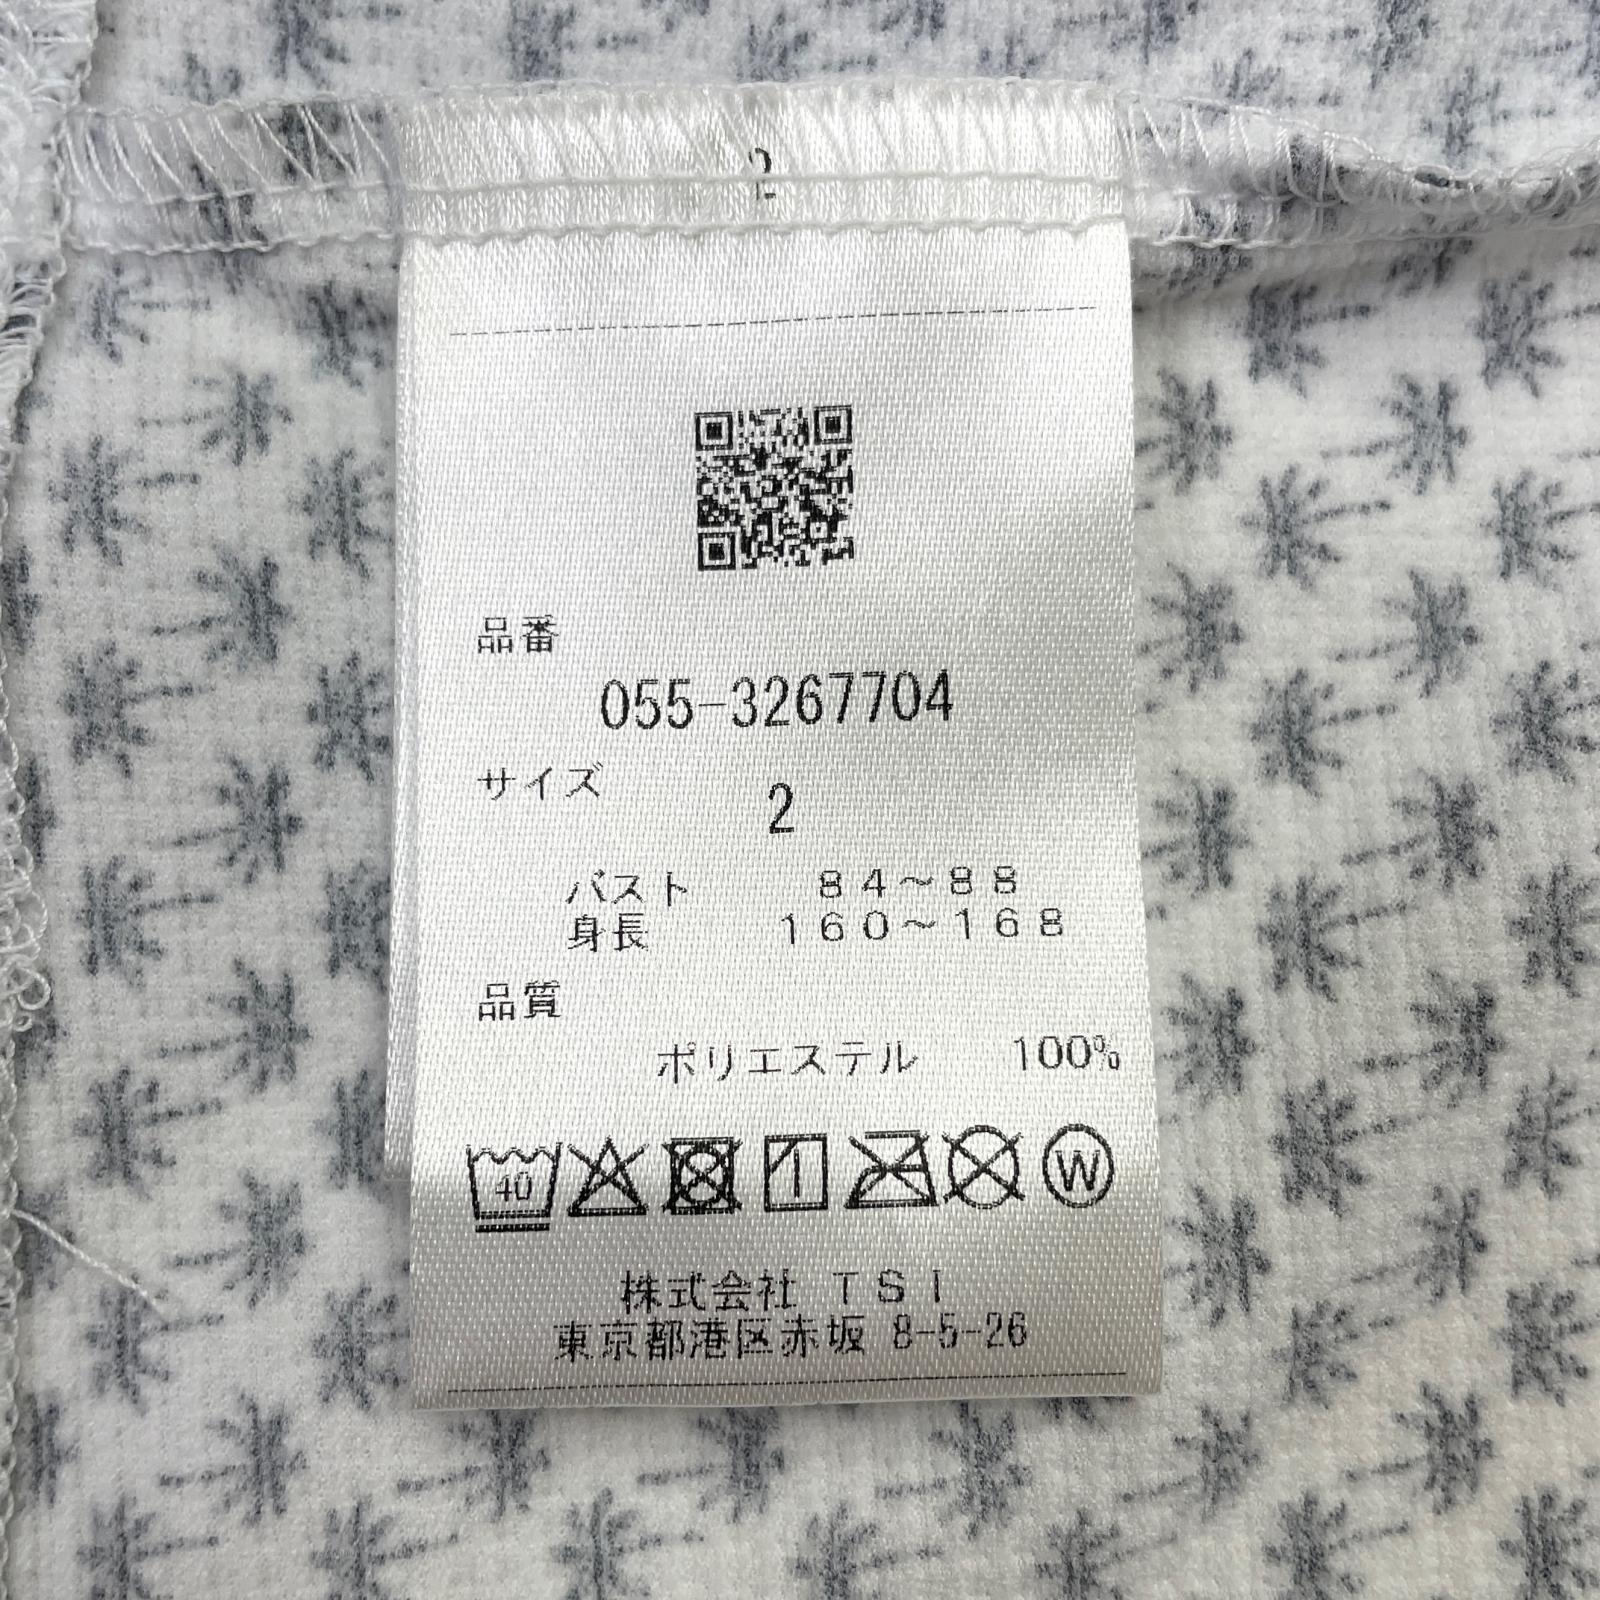 2
品番
055-3267704
サイズ
2
バスト 84～88
身長 160～168
品質
ポリエステル 100%
40
W
株式会社 TSI
東京都港区赤坂 8-5-26